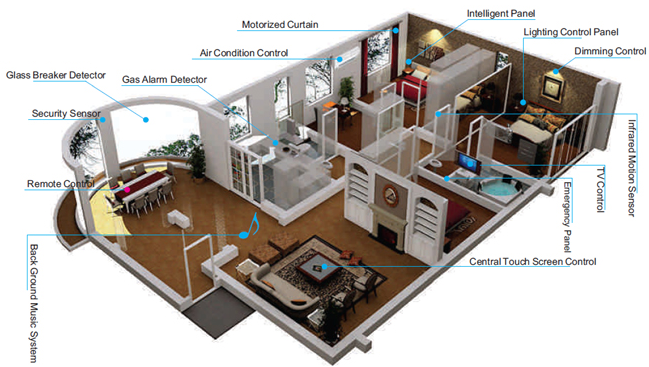 Intelligent Panel
Motorized Curtain
Lighting Control Panel
Air Condition Control
Dimming Control
Glass Breaker Detector
Gas Alarm Detector
Security Sensor
Infrared Motion Sensor
TV Control
Remote Control
Emergency Panel
Back Ground Music System
Central Touch Screen Control